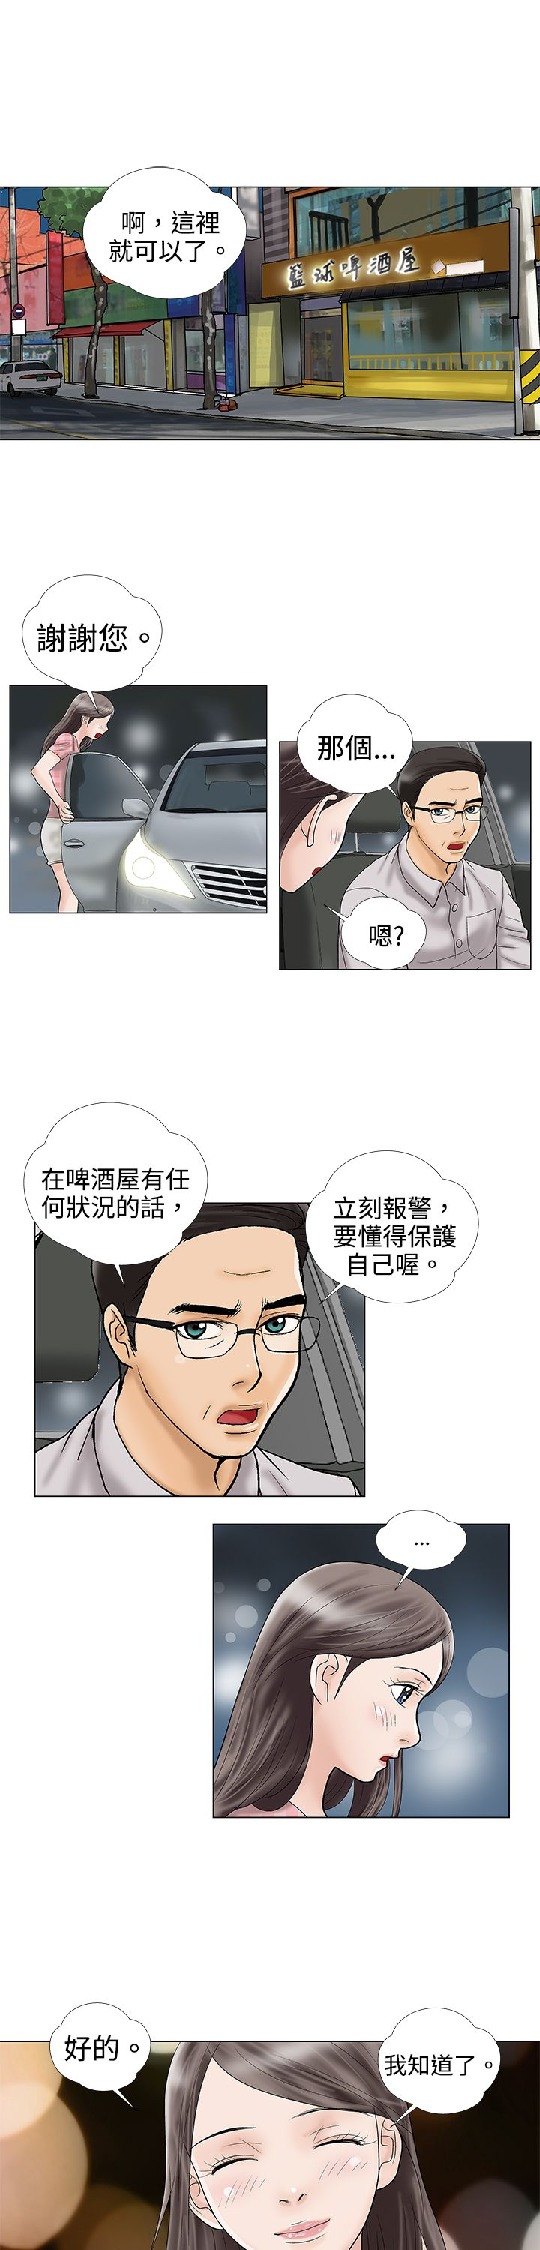 啊，這裡
就可以了。
籃球啤酒屋
謝謝您。
那個...
嗯?
在啤酒屋有任
何狀況的話，
立刻報警，
要懂得保護
自己喔。
...
好的。
我知道了。